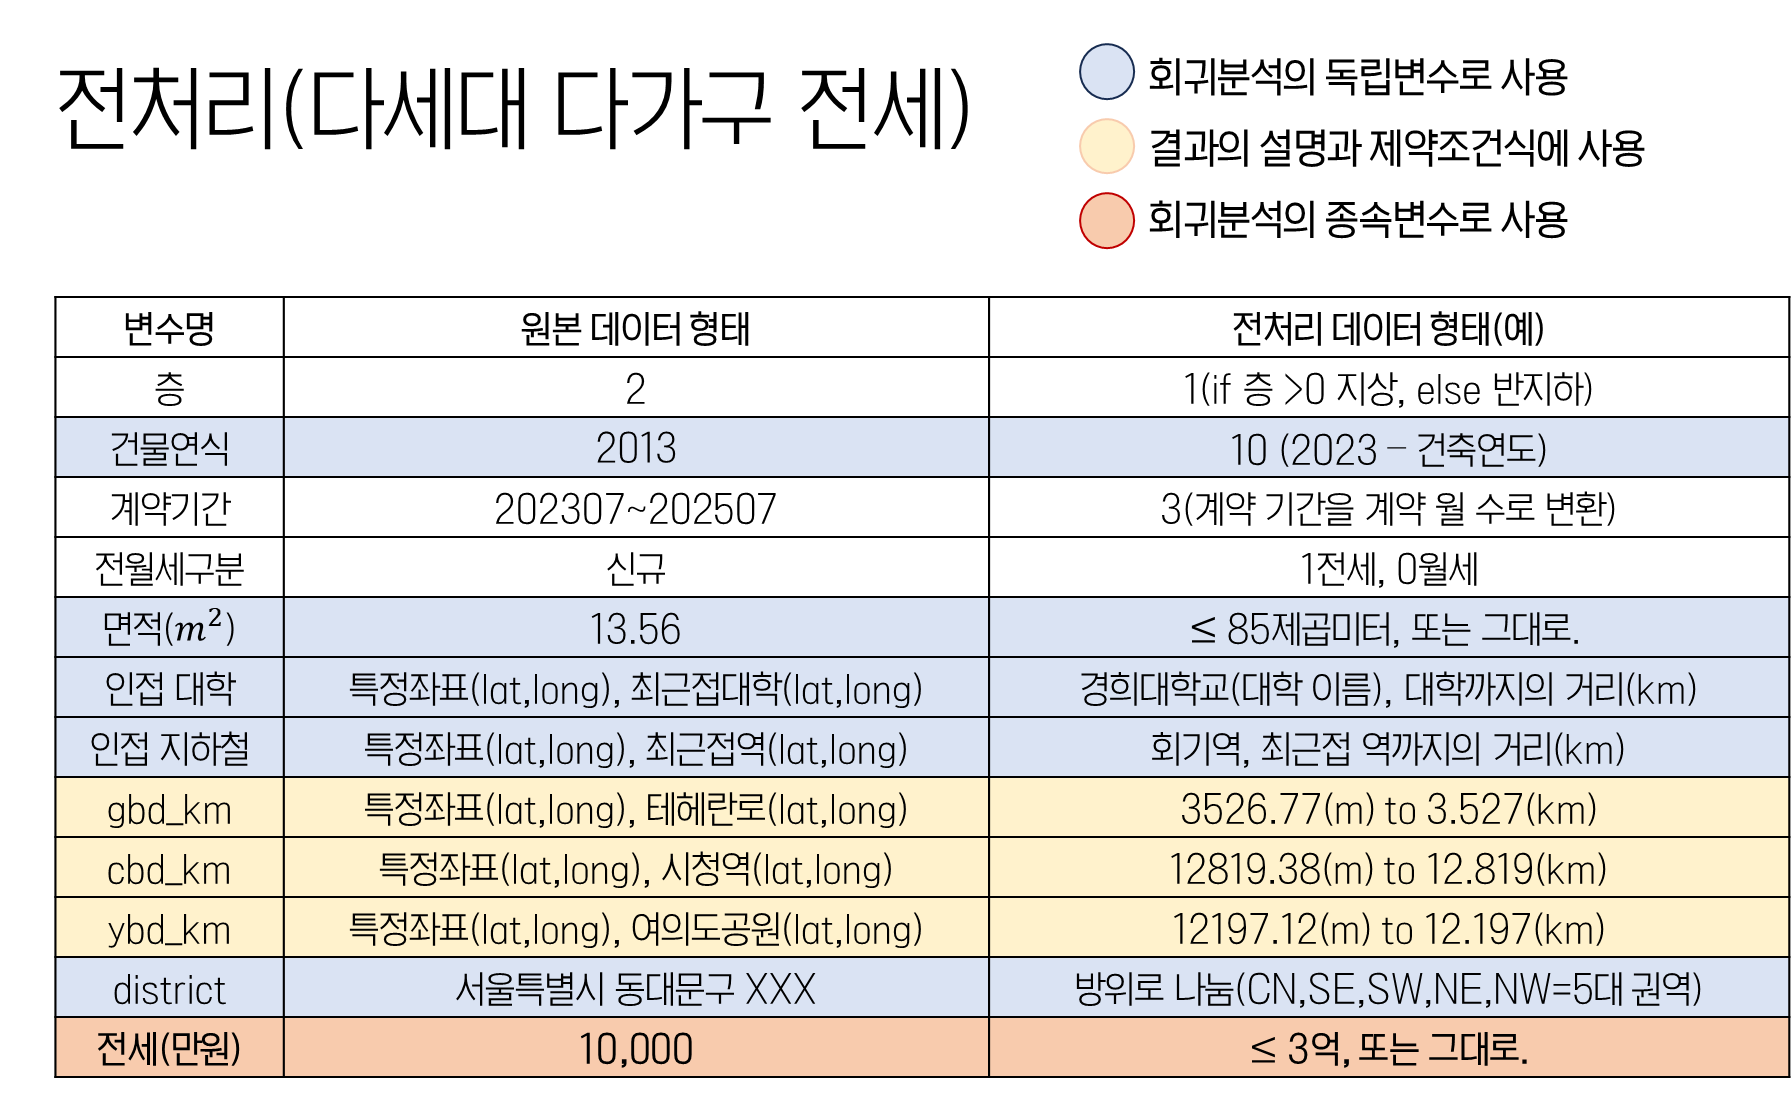 전처리(다세대 다가구 전세)
회귀분석의 독립변수로 사용
결과의 설명과 제약조건식에 사용
회귀분석의 종속변수로 사용
변수명 원본 데이터 형태 전처리 데이터 형태(예)
층 2 1(if 층 >0 지상, else 반지하)
건물연식 2013 10 (2023 – 건축연도)
계약기간 202307~202507 3(계약 기간을 계약 월 수로 변환)
전월세구분 신규 1전세, 0월세
면적(m²) 13.56 ≤ 85제곱미터, 또는 그대로.
인접 대학 특정좌표(lat,long), 최근접대학(lat,long) 경희대학교(대학 이름), 대학까지의 거리(km)
인접 지하철 특정좌표(lat,long), 최근접역(lat,long) 회기역, 최근접 역까지의 거리(km)
gbd_km 특정좌표(lat,long), 테헤란로(lat,long) 3526.77(m) to 3.527(km)
cbd_km 특정좌표(lat,long), 시청역(lat,long) 12819.38(m) to 12.819(km)
ybd_km 특정좌표(lat,long), 여의도공원(lat,long) 12197.12(m) to 12.197(km)
district 서울특별시 동대문구 XXX 방위로 나눔(CN,SE,SW,NE,NW=5대 권역)
전세(만원) 10,000 ≤ 3억, 또는 그대로.